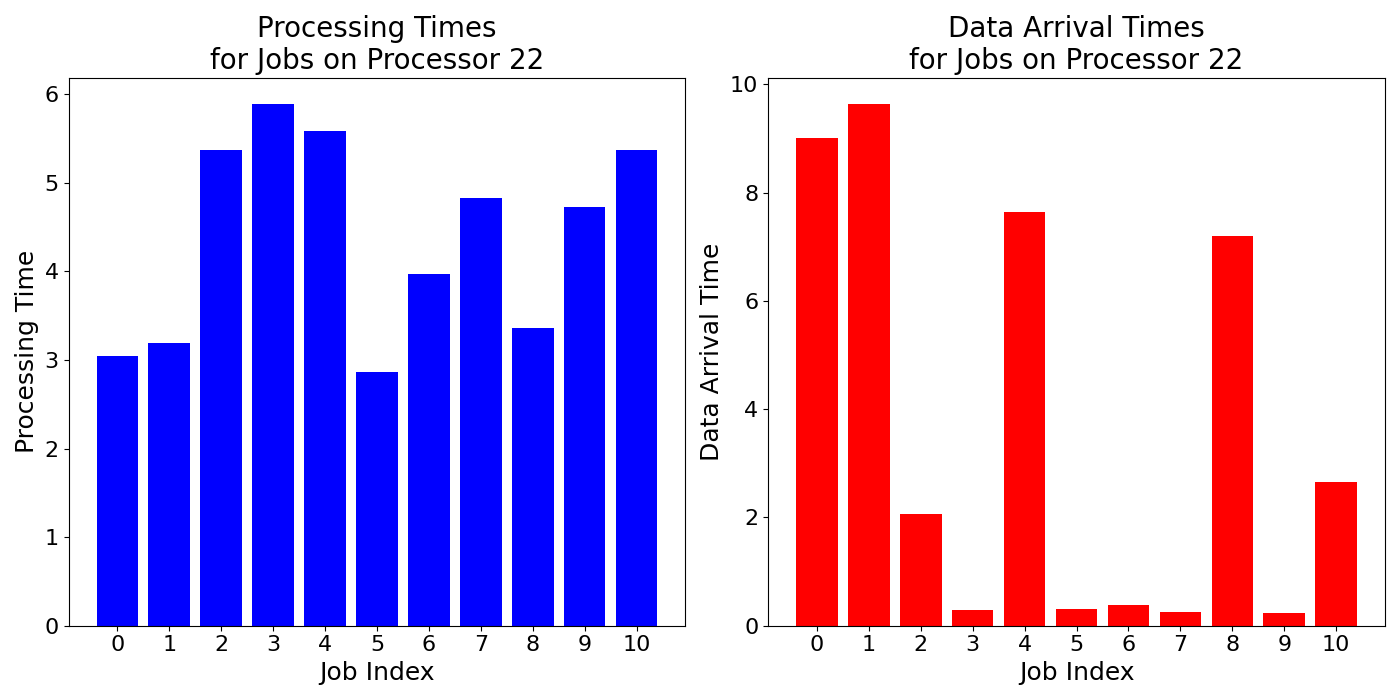 Processing Times
for Jobs on Processor 22
Processing Time
6
5
4
3
2
1
0
0 1 2 3 4 5 6 7 8 9 10
Job Index
Data Arrival Times
for Jobs on Processor 22
Data Arrival Time
10
8
6
4
2
0
0 1 2 3 4 5 6 7 8 9 10
Job Index